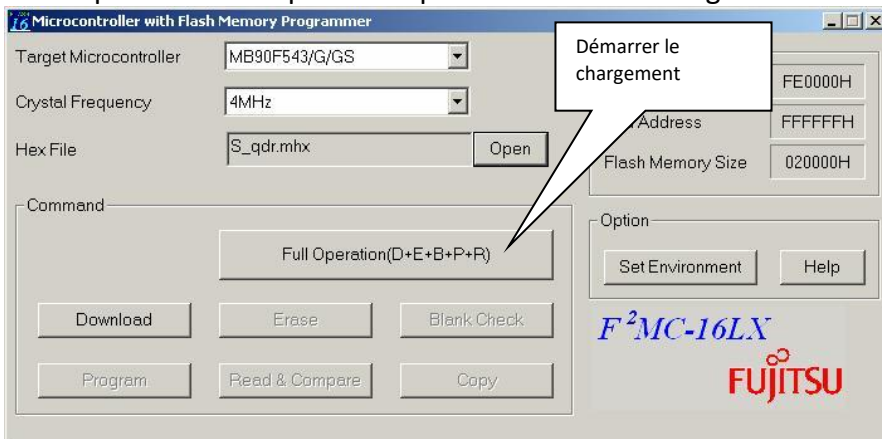 Microcontroller with Flash Memory Programmer
Target Microcontroller MB90F543/G/GS
Démarrer le
chargement
FE0000H
Crystal Frequency 4MHz
Address FFFFFFH
Hex File S_qdr.mhx Open
Flash Memory Size 020000H
Command
Option
Full Operation(D+E+B+P+R)
Set Environment Help
Download Erase Blank Check
F²MC-16LX
Program Read & Compare Copy
FUJITSU